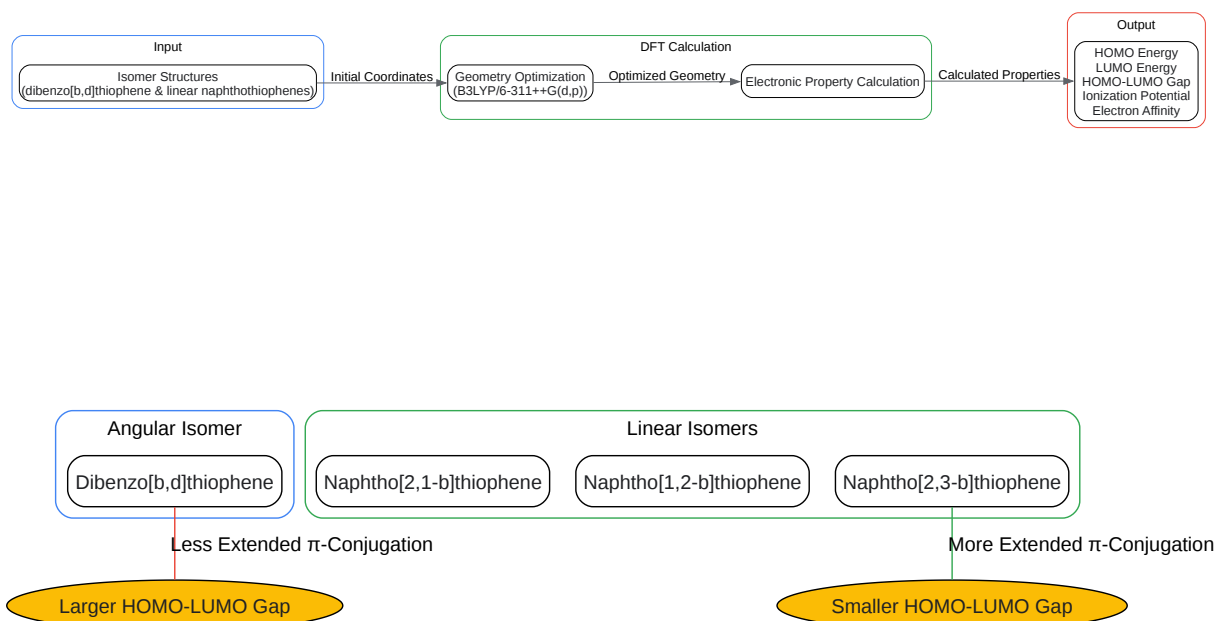 Input
Isomer Structures
(dibenzo[b,d]thiophene & linear naphthothiophenes)
Initial Coordinates
DFT Calculation
Geometry Optimization
(B3LYP/6-311++G(d,p))
Optimized Geometry
Electronic Property Calculation
Calculated Properties
Output
HOMO Energy
LUMO Energy
HOMO-LUMO Gap
Ionization Potential
Electron Affinity
Angular Isomer
Dibenzo[b,d]thiophene
Linear Isomers
Naphtho[2,1-b]thiophene
Naphtho[1,2-b]thiophene
Naphtho[2,3-b]thiophene
Less Extended π-Conjugation
More Extended π-Conjugation
Larger HOMO-LUMO Gap
Smaller HOMO-LUMO Gap